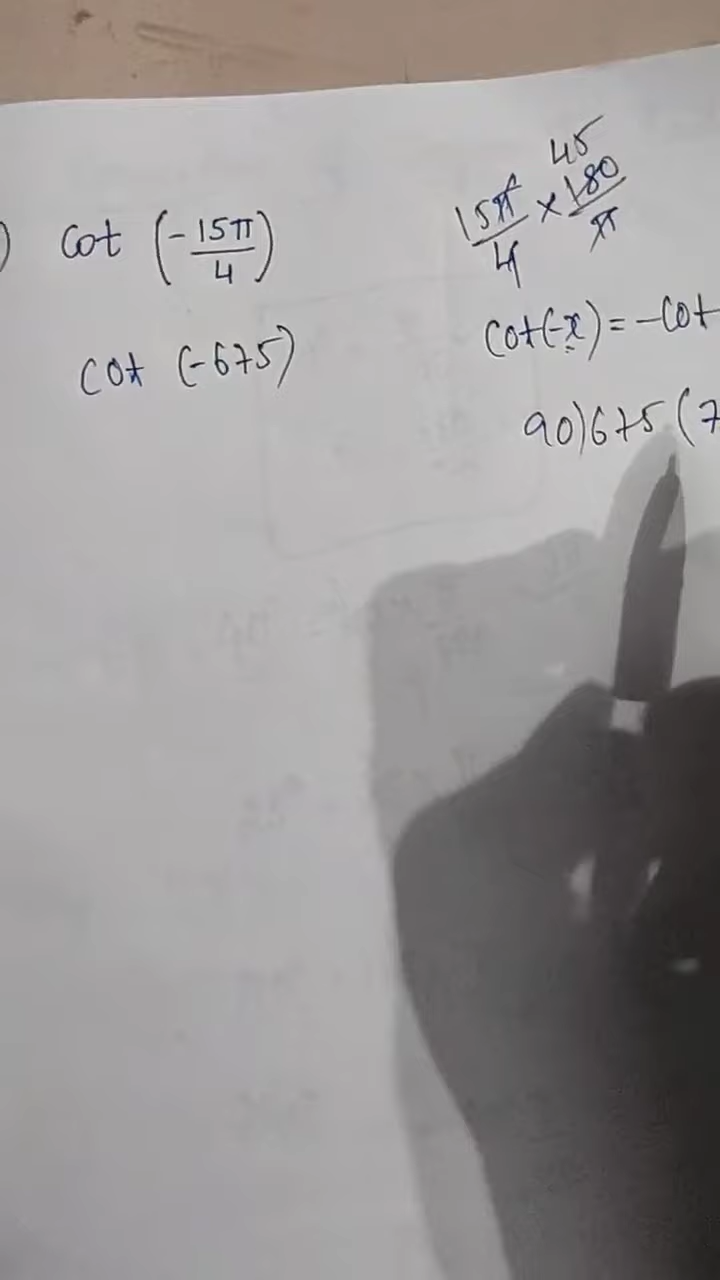 ) cot (-15π/4)
15π/4 × 180/π 45
cot (-675)
cot(-x) = -cot
90)675(7